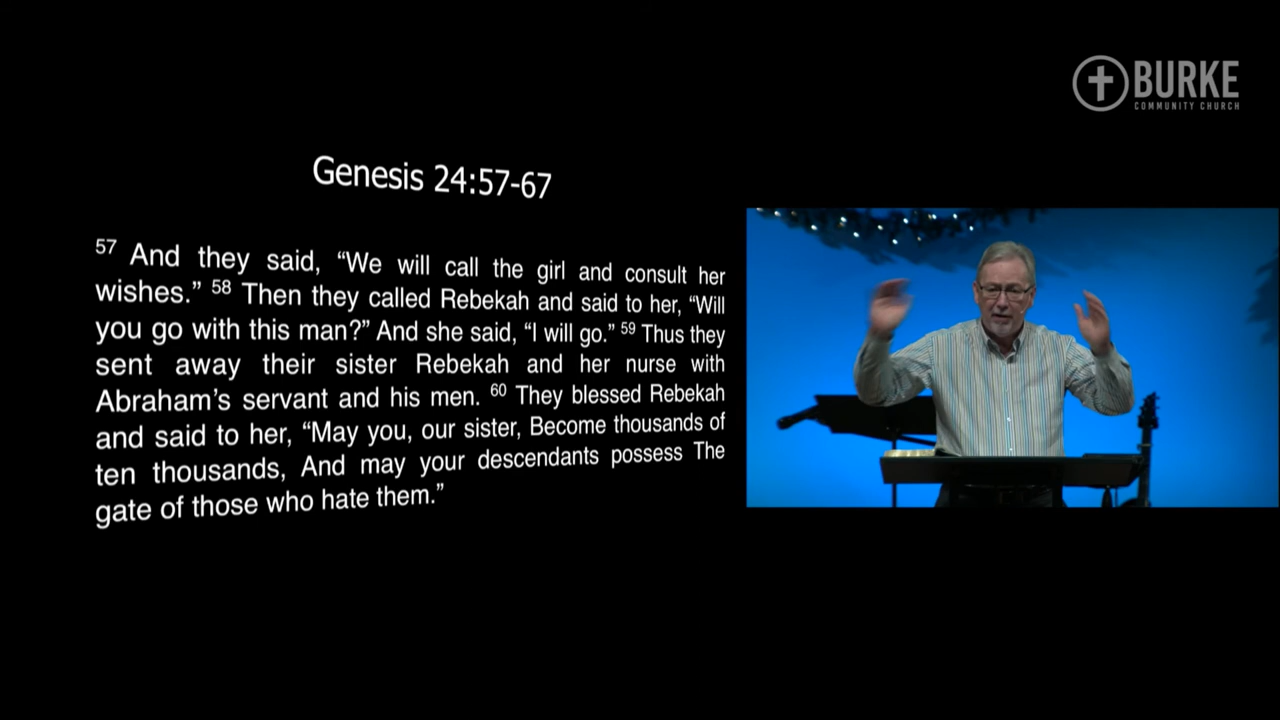 BURKE
COMMUNITY CHURCH
Genesis 24:57-67
57 And they said, “We will call the girl and consult her
wishes.” 58 Then they called Rebekah and said to her, “Will
you go with this man?” And she said, “I will go.” 59 Thus they
sent away their sister Rebekah and her nurse with
Abraham’s servant and his men. 60 They blessed Rebekah
and said to her, “May you, our sister, Become thousands of
ten thousands, And may your descendants possess The
gate of those who hate them.”